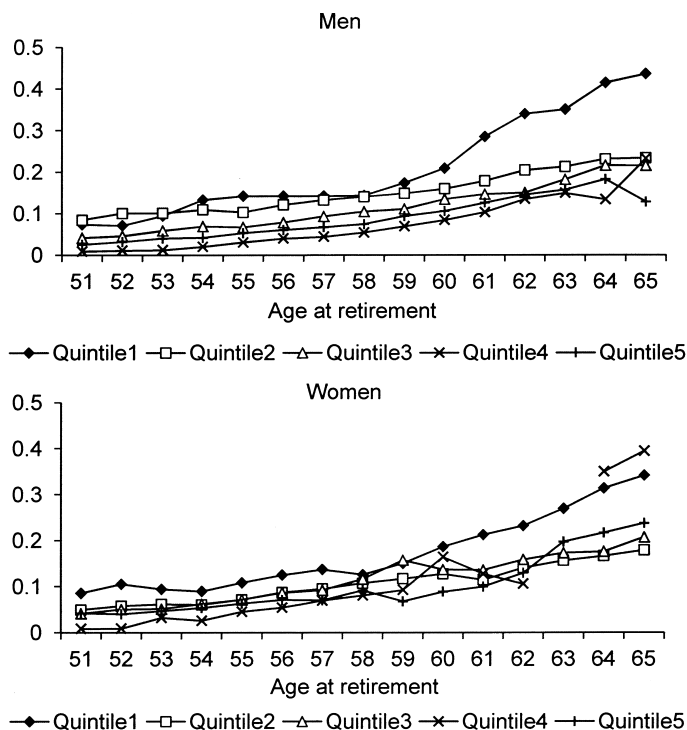 Men
0.5
0.4
0.3
0.2
0.1
0
51 52 53 54 55 56 57 58 59 60 61 62 63 64 65
Age at retirement
Quintile1 Quintile2 Quintile3 Quintile4 Quintile5
Women
0.5
0.4
0.3
0.2
0.1
0
51 52 53 54 55 56 57 58 59 60 61 62 63 64 65
Age at retirement
Quintile1 Quintile2 Quintile3 Quintile4 Quintile5